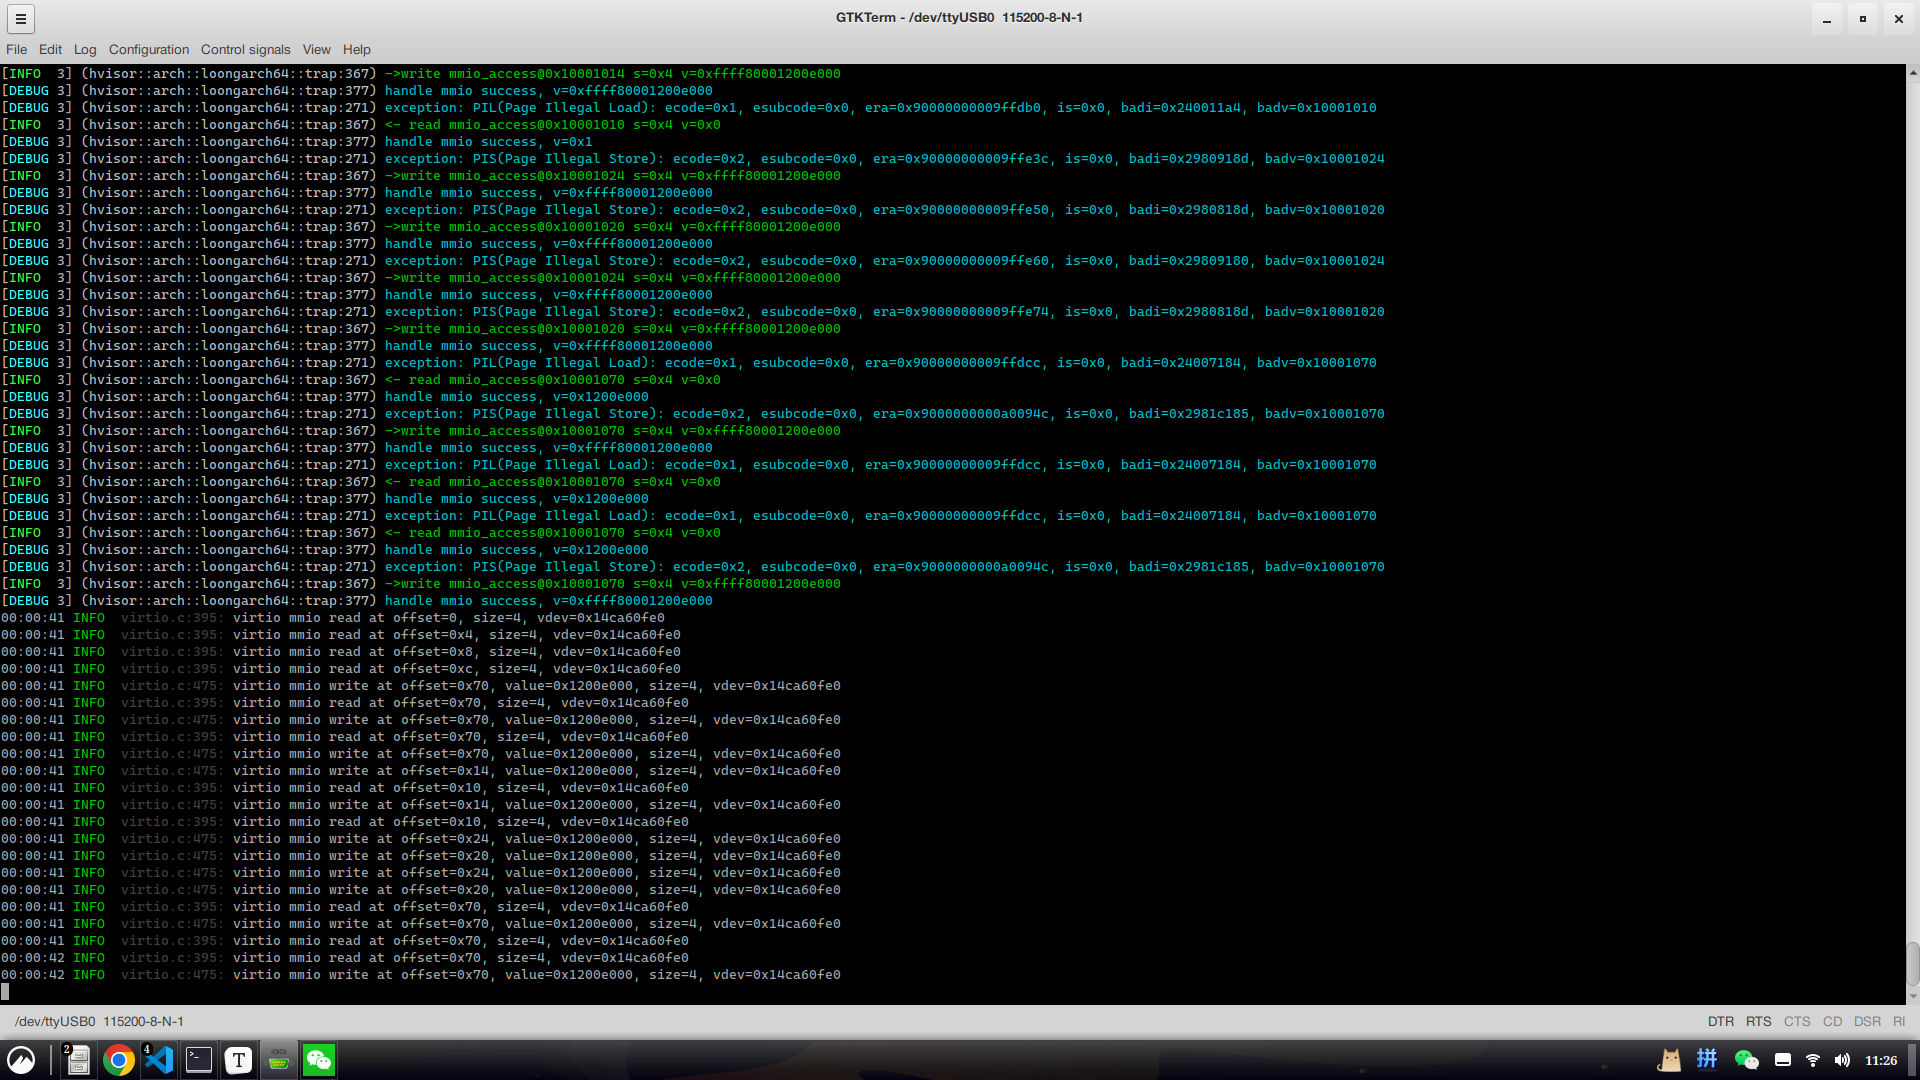 GTKTerm - /dev/ttyUSB0  115200-8-N-1
File Edit Log Configuration Control signals View Help
[INFO  3] (hvisor::arch::loongarch64::trap:367) ->write mmio_access@0x10001014 s=0x4 v=0xffff80001200e000
[DEBUG 3] (hvisor::arch::loongarch64::trap:377) handle mmio success, v=0xffff80001200e000
[DEBUG 3] (hvisor::arch::loongarch64::trap:271) exception: PIL(Page Illegal Load): ecode=0x1, esubcode=0x0, era=0x90000000009ffdb0, is=0x0, badi=0x240011a4, badv=0x10001010
[INFO  3] (hvisor::arch::loongarch64::trap:367) <- read mmio_access@0x10001010 s=0x4 v=0x0
[DEBUG 3] (hvisor::arch::loongarch64::trap:377) handle mmio success, v=0x1
[DEBUG 3] (hvisor::arch::loongarch64::trap:271) exception: PIS(Page Illegal Store): ecode=0x2, esubcode=0x0, era=0x90000000009ffe3c, is=0x0, badi=0x2980918d, badv=0x10001024
[INFO  3] (hvisor::arch::loongarch64::trap:367) ->write mmio_access@0x10001024 s=0x4 v=0xffff80001200e000
[DEBUG 3] (hvisor::arch::loongarch64::trap:377) handle mmio success, v=0xffff80001200e000
[DEBUG 3] (hvisor::arch::loongarch64::trap:271) exception: PIS(Page Illegal Store): ecode=0x2, esubcode=0x0, era=0x90000000009ffe50, is=0x0, badi=0x2980818d, badv=0x10001020
[INFO  3] (hvisor::arch::loongarch64::trap:367) ->write mmio_access@0x10001020 s=0x4 v=0xffff80001200e000
[DEBUG 3] (hvisor::arch::loongarch64::trap:377) handle mmio success, v=0xffff80001200e000
[DEBUG 3] (hvisor::arch::loongarch64::trap:271) exception: PIS(Page Illegal Store): ecode=0x2, esubcode=0x0, era=0x90000000009ffe60, is=0x0, badi=0x29809180, badv=0x10001024
[INFO  3] (hvisor::arch::loongarch64::trap:367) ->write mmio_access@0x10001024 s=0x4 v=0xffff80001200e000
[DEBUG 3] (hvisor::arch::loongarch64::trap:377) handle mmio success, v=0xffff80001200e000
[DEBUG 3] (hvisor::arch::loongarch64::trap:271) exception: PIS(Page Illegal Store): ecode=0x2, esubcode=0x0, era=0x90000000009ffe74, is=0x0, badi=0x2980818d, badv=0x10001020
[INFO  3] (hvisor::arch::loongarch64::trap:367) ->write mmio_access@0x10001020 s=0x4 v=0xffff80001200e000
[DEBUG 3] (hvisor::arch::loongarch64::trap:377) handle mmio success, v=0xffff80001200e000
[DEBUG 3] (hvisor::arch::loongarch64::trap:271) exception: PIL(Page Illegal Load): ecode=0x1, esubcode=0x0, era=0x90000000009ffdcc, is=0x0, badi=0x24007184, badv=0x10001070
[INFO  3] (hvisor::arch::loongarch64::trap:367) <- read mmio_access@0x10001070 s=0x4 v=0x0
[DEBUG 3] (hvisor::arch::loongarch64::trap:377) handle mmio success, v=0x1200e000
[DEBUG 3] (hvisor::arch::loongarch64::trap:271) exception: PIS(Page Illegal Store): ecode=0x2, esubcode=0x0, era=0x9000000000a0094c, is=0x0, badi=0x2981c185, badv=0x10001070
[INFO  3] (hvisor::arch::loongarch64::trap:367) ->write mmio_access@0x10001070 s=0x4 v=0xffff80001200e000
[DEBUG 3] (hvisor::arch::loongarch64::trap:377) handle mmio success, v=0xffff80001200e000
[DEBUG 3] (hvisor::arch::loongarch64::trap:271) exception: PIL(Page Illegal Load): ecode=0x1, esubcode=0x0, era=0x90000000009ffdcc, is=0x0, badi=0x24007184, badv=0x10001070
[INFO  3] (hvisor::arch::loongarch64::trap:367) <- read mmio_access@0x10001070 s=0x4 v=0x0
[DEBUG 3] (hvisor::arch::loongarch64::trap:377) handle mmio success, v=0x1200e000
[DEBUG 3] (hvisor::arch::loongarch64::trap:271) exception: PIL(Page Illegal Load): ecode=0x1, esubcode=0x0, era=0x90000000009ffdcc, is=0x0, badi=0x24007184, badv=0x10001070
[INFO  3] (hvisor::arch::loongarch64::trap:367) <- read mmio_access@0x10001070 s=0x4 v=0x0
[DEBUG 3] (hvisor::arch::loongarch64::trap:377) handle mmio success, v=0x1200e000
[DEBUG 3] (hvisor::arch::loongarch64::trap:271) exception: PIS(Page Illegal Store): ecode=0x2, esubcode=0x0, era=0x9000000000a0094c, is=0x0, badi=0x2981c185, badv=0x10001070
[INFO  3] (hvisor::arch::loongarch64::trap:367) ->write mmio_access@0x10001070 s=0x4 v=0xffff80001200e000
[DEBUG 3] (hvisor::arch::loongarch64::trap:377) handle mmio success, v=0xffff80001200e000
00:00:41 INFO  virtio.c:395: virtio mmio read at offset=0, size=4, vdev=0x14ca60fe0
00:00:41 INFO  virtio.c:395: virtio mmio read at offset=0x4, size=4, vdev=0x14ca60fe0
00:00:41 INFO  virtio.c:395: virtio mmio read at offset=0x8, size=4, vdev=0x14ca60fe0
00:00:41 INFO  virtio.c:395: virtio mmio read at offset=0xc, size=4, vdev=0x14ca60fe0
00:00:41 INFO  virtio.c:475: virtio mmio write at offset=0x70, value=0x1200e000, size=4, vdev=0x14ca60fe0
00:00:41 INFO  virtio.c:395: virtio mmio read at offset=0x70, size=4, vdev=0x14ca60fe0
00:00:41 INFO  virtio.c:475: virtio mmio write at offset=0x70, value=0x1200e000, size=4, vdev=0x14ca60fe0
00:00:41 INFO  virtio.c:395: virtio mmio read at offset=0x70, size=4, vdev=0x14ca60fe0
00:00:41 INFO  virtio.c:475: virtio mmio write at offset=0x70, value=0x1200e000, size=4, vdev=0x14ca60fe0
00:00:41 INFO  virtio.c:475: virtio mmio write at offset=0x14, value=0x1200e000, size=4, vdev=0x14ca60fe0
00:00:41 INFO  virtio.c:395: virtio mmio read at offset=0x10, size=4, vdev=0x14ca60fe0
00:00:41 INFO  virtio.c:475: virtio mmio write at offset=0x14, value=0x1200e000, size=4, vdev=0x14ca60fe0
00:00:41 INFO  virtio.c:395: virtio mmio read at offset=0x10, size=4, vdev=0x14ca60fe0
00:00:41 INFO  virtio.c:475: virtio mmio write at offset=0x24, value=0x1200e000, size=4, vdev=0x14ca60fe0
00:00:41 INFO  virtio.c:475: virtio mmio write at offset=0x20, value=0x1200e000, size=4, vdev=0x14ca60fe0
00:00:41 INFO  virtio.c:475: virtio mmio write at offset=0x24, value=0x1200e000, size=4, vdev=0x14ca60fe0
00:00:41 INFO  virtio.c:475: virtio mmio write at offset=0x20, value=0x1200e000, size=4, vdev=0x14ca60fe0
00:00:41 INFO  virtio.c:395: virtio mmio read at offset=0x70, size=4, vdev=0x14ca60fe0
00:00:41 INFO  virtio.c:475: virtio mmio write at offset=0x70, value=0x1200e000, size=4, vdev=0x14ca60fe0
00:00:41 INFO  virtio.c:395: virtio mmio read at offset=0x70, size=4, vdev=0x14ca60fe0
00:00:42 INFO  virtio.c:395: virtio mmio read at offset=0x70, size=4, vdev=0x14ca60fe0
00:00:42 INFO  virtio.c:475: virtio mmio write at offset=0x70, value=0x1200e000, size=4, vdev=0x14ca60fe0
/dev/ttyUSB0  115200-8-N-1 DTR RTS CTS CD DSR RI
2 4 T 拼 11:26